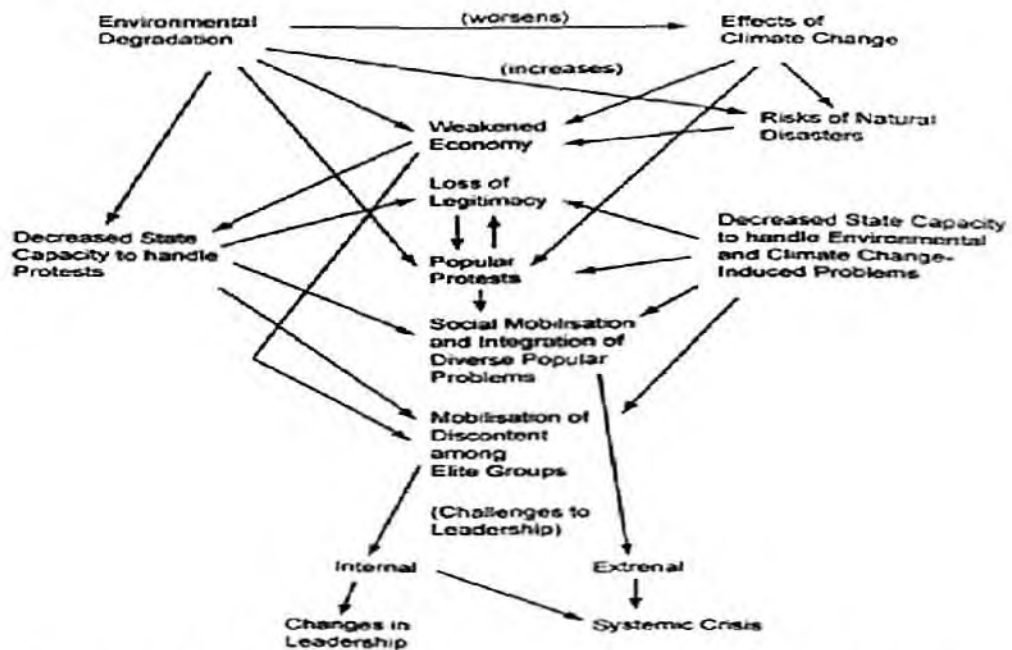 Environmental
Degradation
(worsens)
Effects of
Climate Change
(increases)
Weakened
Economy
Risks of Natural
Disasters
Loss of
Legitimacy
Decreased State
Capacity to handle
Protests
Decreased State Capacity
to handle Environmental
and Climate Change-
Induced Problems
Popular
Protests
Social Mobilisation
and Integration of
Diverse Popular
Problems
Mobilisation of
Discontent
among
Elite Groups
(Challenges to
Leadership)
Internal
Extrenal
Changes in
Leadership
Systemic Crisis